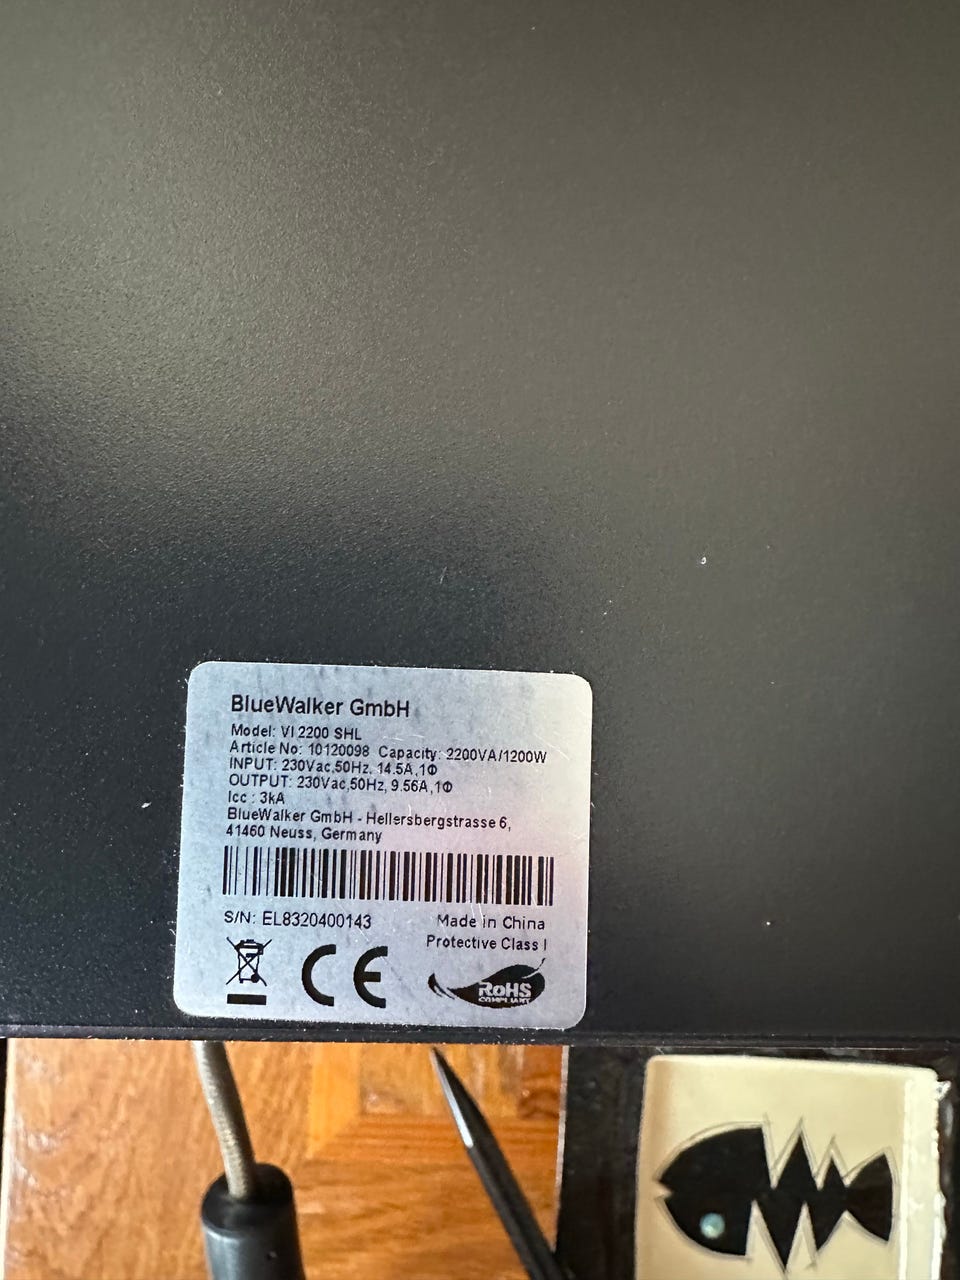 BlueWalker GmbH
Model: VI 2200 SHL
Article No: 10120098 Capacity: 2200VA/1200W
INPUT: 230Vac,50Hz, 14.5A,1Φ
OUTPUT: 230Vac,50Hz, 9.56A,1Φ
Icc : 3kA
BlueWalker GmbH - Hellersbergstrasse 6,
41460 Neuss, Germany
S/N: EL8320400143
Made in China
Protective Class I
CE
RoHS
COMPLIANT